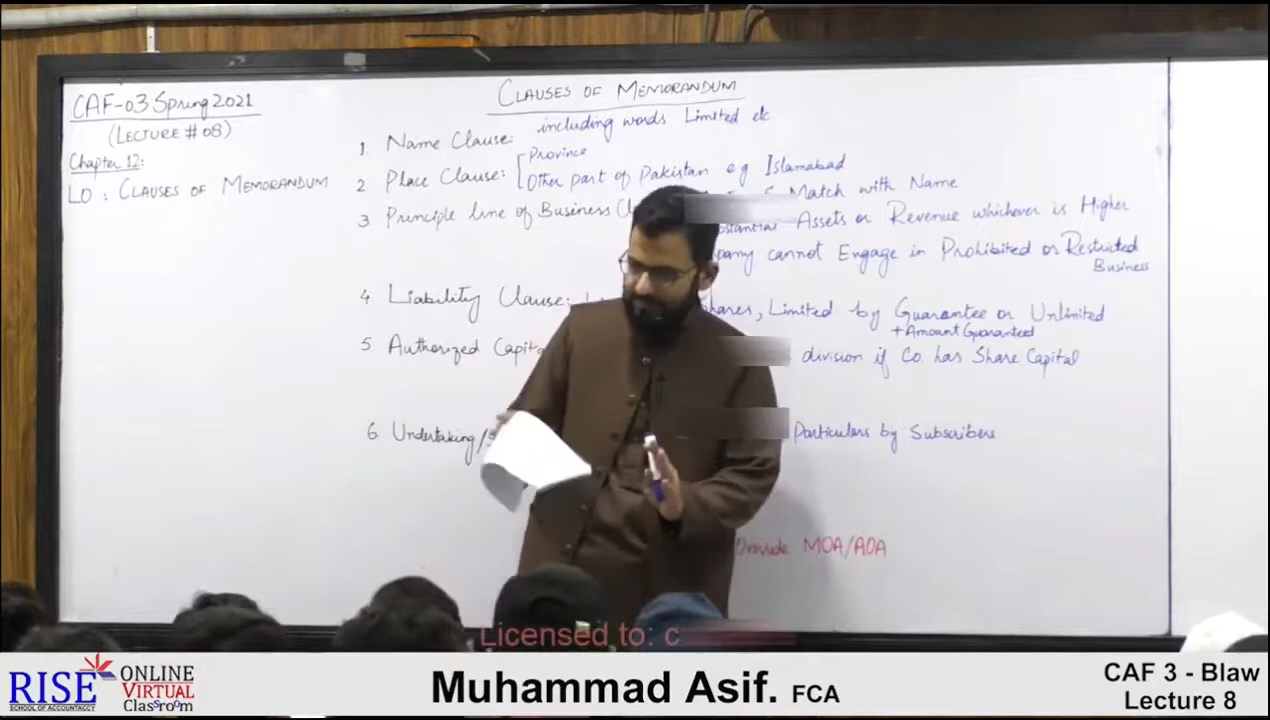 CAF-03 Spring 2021
(LECTURE # 08)
Chapter 12:
LO : CLAUSES OF MEMORANDUM
CLAUSES OF MEMORANDUM
1. Name Clause: including words Limited etc
2 Place Clause: Province
Other part of Pakistan eg Islamabad
3 Principle line of Business Match with Name
Assets or Revenue whichever is Higher
cannot Engage in Prohibited or Restricted
Business
4 Liability Clause: Limited by Guarantee or Unlimited
+ Amount Guaranteed
5 Authorized division if Co. has Share Capital
6 Undertaking/ Particulars by Subscribers
Override MOA/AOA
Licensed to: c
RISE
SCHOOL OF ACCOUNTANCY
ONLINE
VIRTUAL
Classroom
Muhammad Asif. FCA
CAF 3 - Blaw
Lecture 8